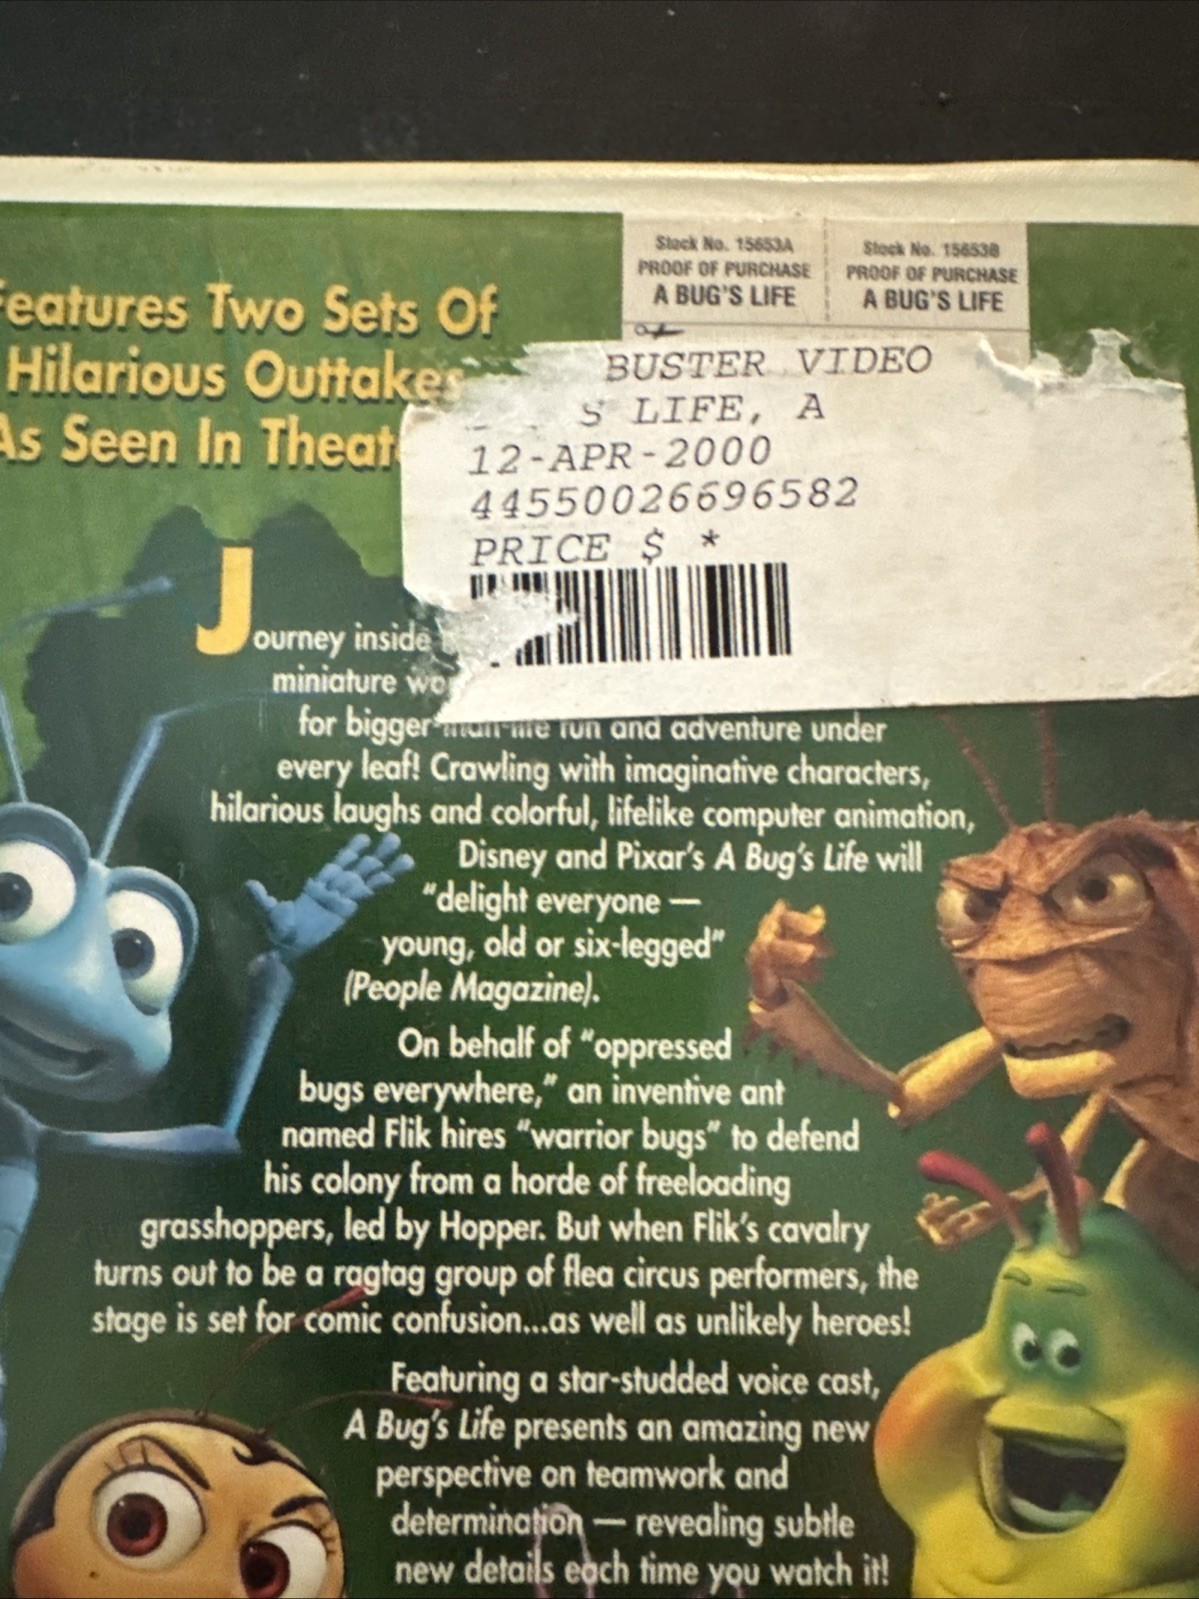 Features Two Sets Of
Hilarious Outtakes
As Seen In Theat
Stock No. 15653A
PROOF OF PURCHASE
A BUG'S LIFE
Stock No. 15653B
PROOF OF PURCHASE
A BUG'S LIFE
BUSTER VIDEO
S LIFE, A
12-APR-2000
44550026696582
PRICE $ *
Journey inside
miniature wo
for bigger-than-life fun and adventure under
every leaf! Crawling with imaginative characters,
hilarious laughs and colorful, lifelike computer animation,
Disney and Pixar's A Bug's Life will
"delight everyone —
young, old or six-legged"
(People Magazine).
On behalf of "oppressed
bugs everywhere," an inventive ant
named Flik hires "warrior bugs" to defend
his colony from a horde of freeloading
grasshoppers, led by Hopper. But when Flik's cavalry
turns out to be a ragtag group of flea circus performers, the
stage is set for comic confusion...as well as unlikely heroes!
Featuring a star-studded voice cast,
A Bug's Life presents an amazing new
perspective on teamwork and
determination — revealing subtle
new details each time you watch it!